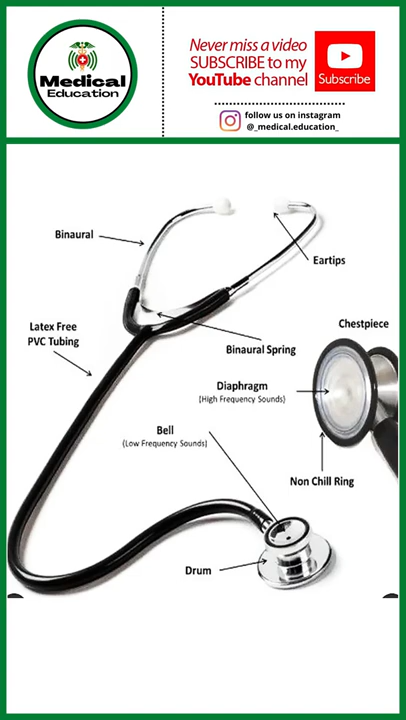 Medical
Education
Never miss a video
SUBSCRIBE to my
YouTube channel
Subscribe
follow us on instagram
@_medical.education_
Binaural
Eartips
Latex Free
PVC Tubing
Binaural Spring
Chestpiece
Diaphragm
(High Frequency Sounds)
Bell
(Low Frequency Sounds)
Non Chill Ring
Drum